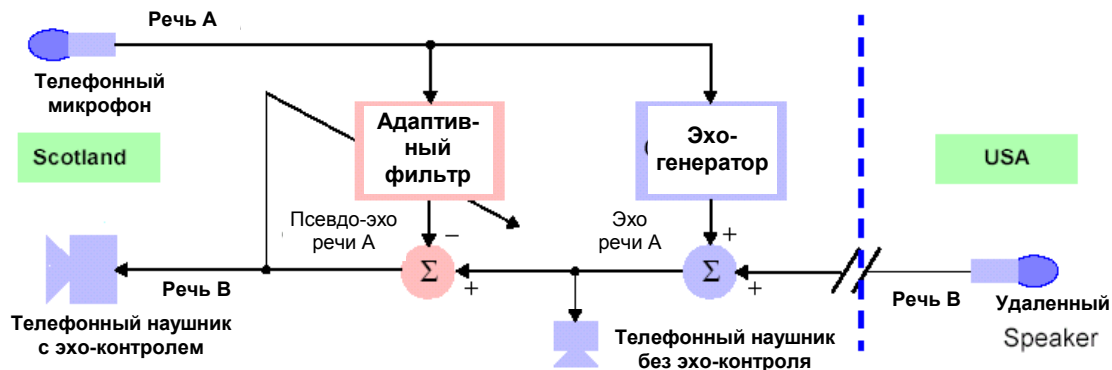 Речь А
Телефонный
микрофон
Адаптив-
ный
фильтр
Эхо-
генератор
Scotland
USA
Псевдо-эхо
речи А
−
Эхо
речи А
+
Σ
+
Σ
+
Речь В
Речь В
Удаленный
Speaker
Телефонный наушник
с эхо-контролем
Телефонный наушник
без эхо-контроля